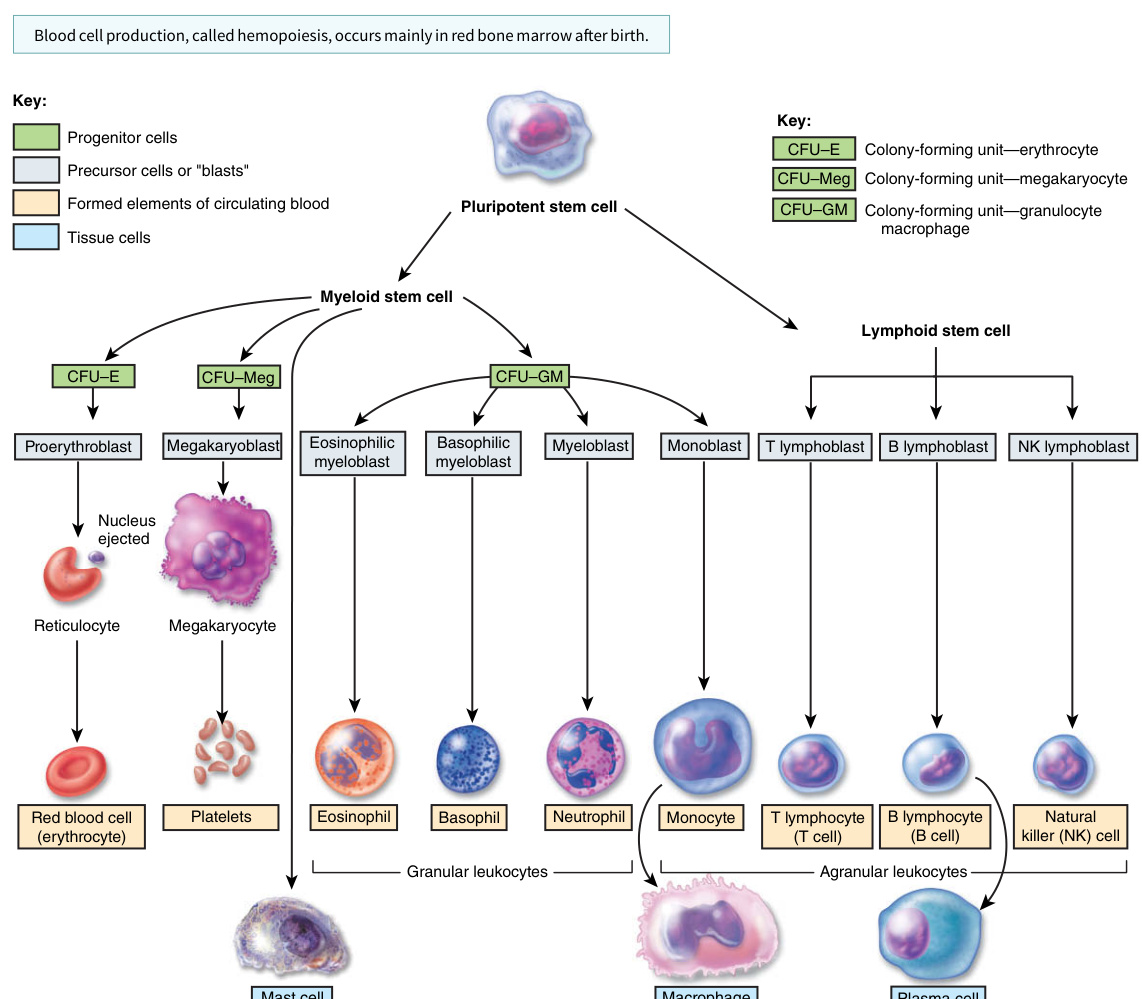 Blood cell production, called hemopoiesis, occurs mainly in red bone marrow after birth.
Key:
Progenitor cells
Precursor cells or "blasts"
Formed elements of circulating blood
Tissue cells
Key:
CFU–E Colony-forming unit—erythrocyte
CFU–Meg Colony-forming unit—megakaryocyte
CFU–GM Colony-forming unit—granulocyte
macrophage
Pluripotent stem cell
Myeloid stem cell
Lymphoid stem cell
CFU–E
CFU–Meg
CFU–GM
Proerythroblast
Megakaryoblast
Eosinophilic
myeloblast
Basophilic
myeloblast
Myeloblast
Monoblast
T lymphoblast
B lymphoblast
NK lymphoblast
Nucleus
ejected
Reticulocyte
Megakaryocyte
Red blood cell
(erythrocyte)
Platelets
Eosinophil
Basophil
Neutrophil
Monocyte
T lymphocyte
(T cell)
B lymphocyte
(B cell)
Natural
killer (NK) cell
Granular leukocytes
Agranular leukocytes
Mast cell
Macrophage
Plasma cell